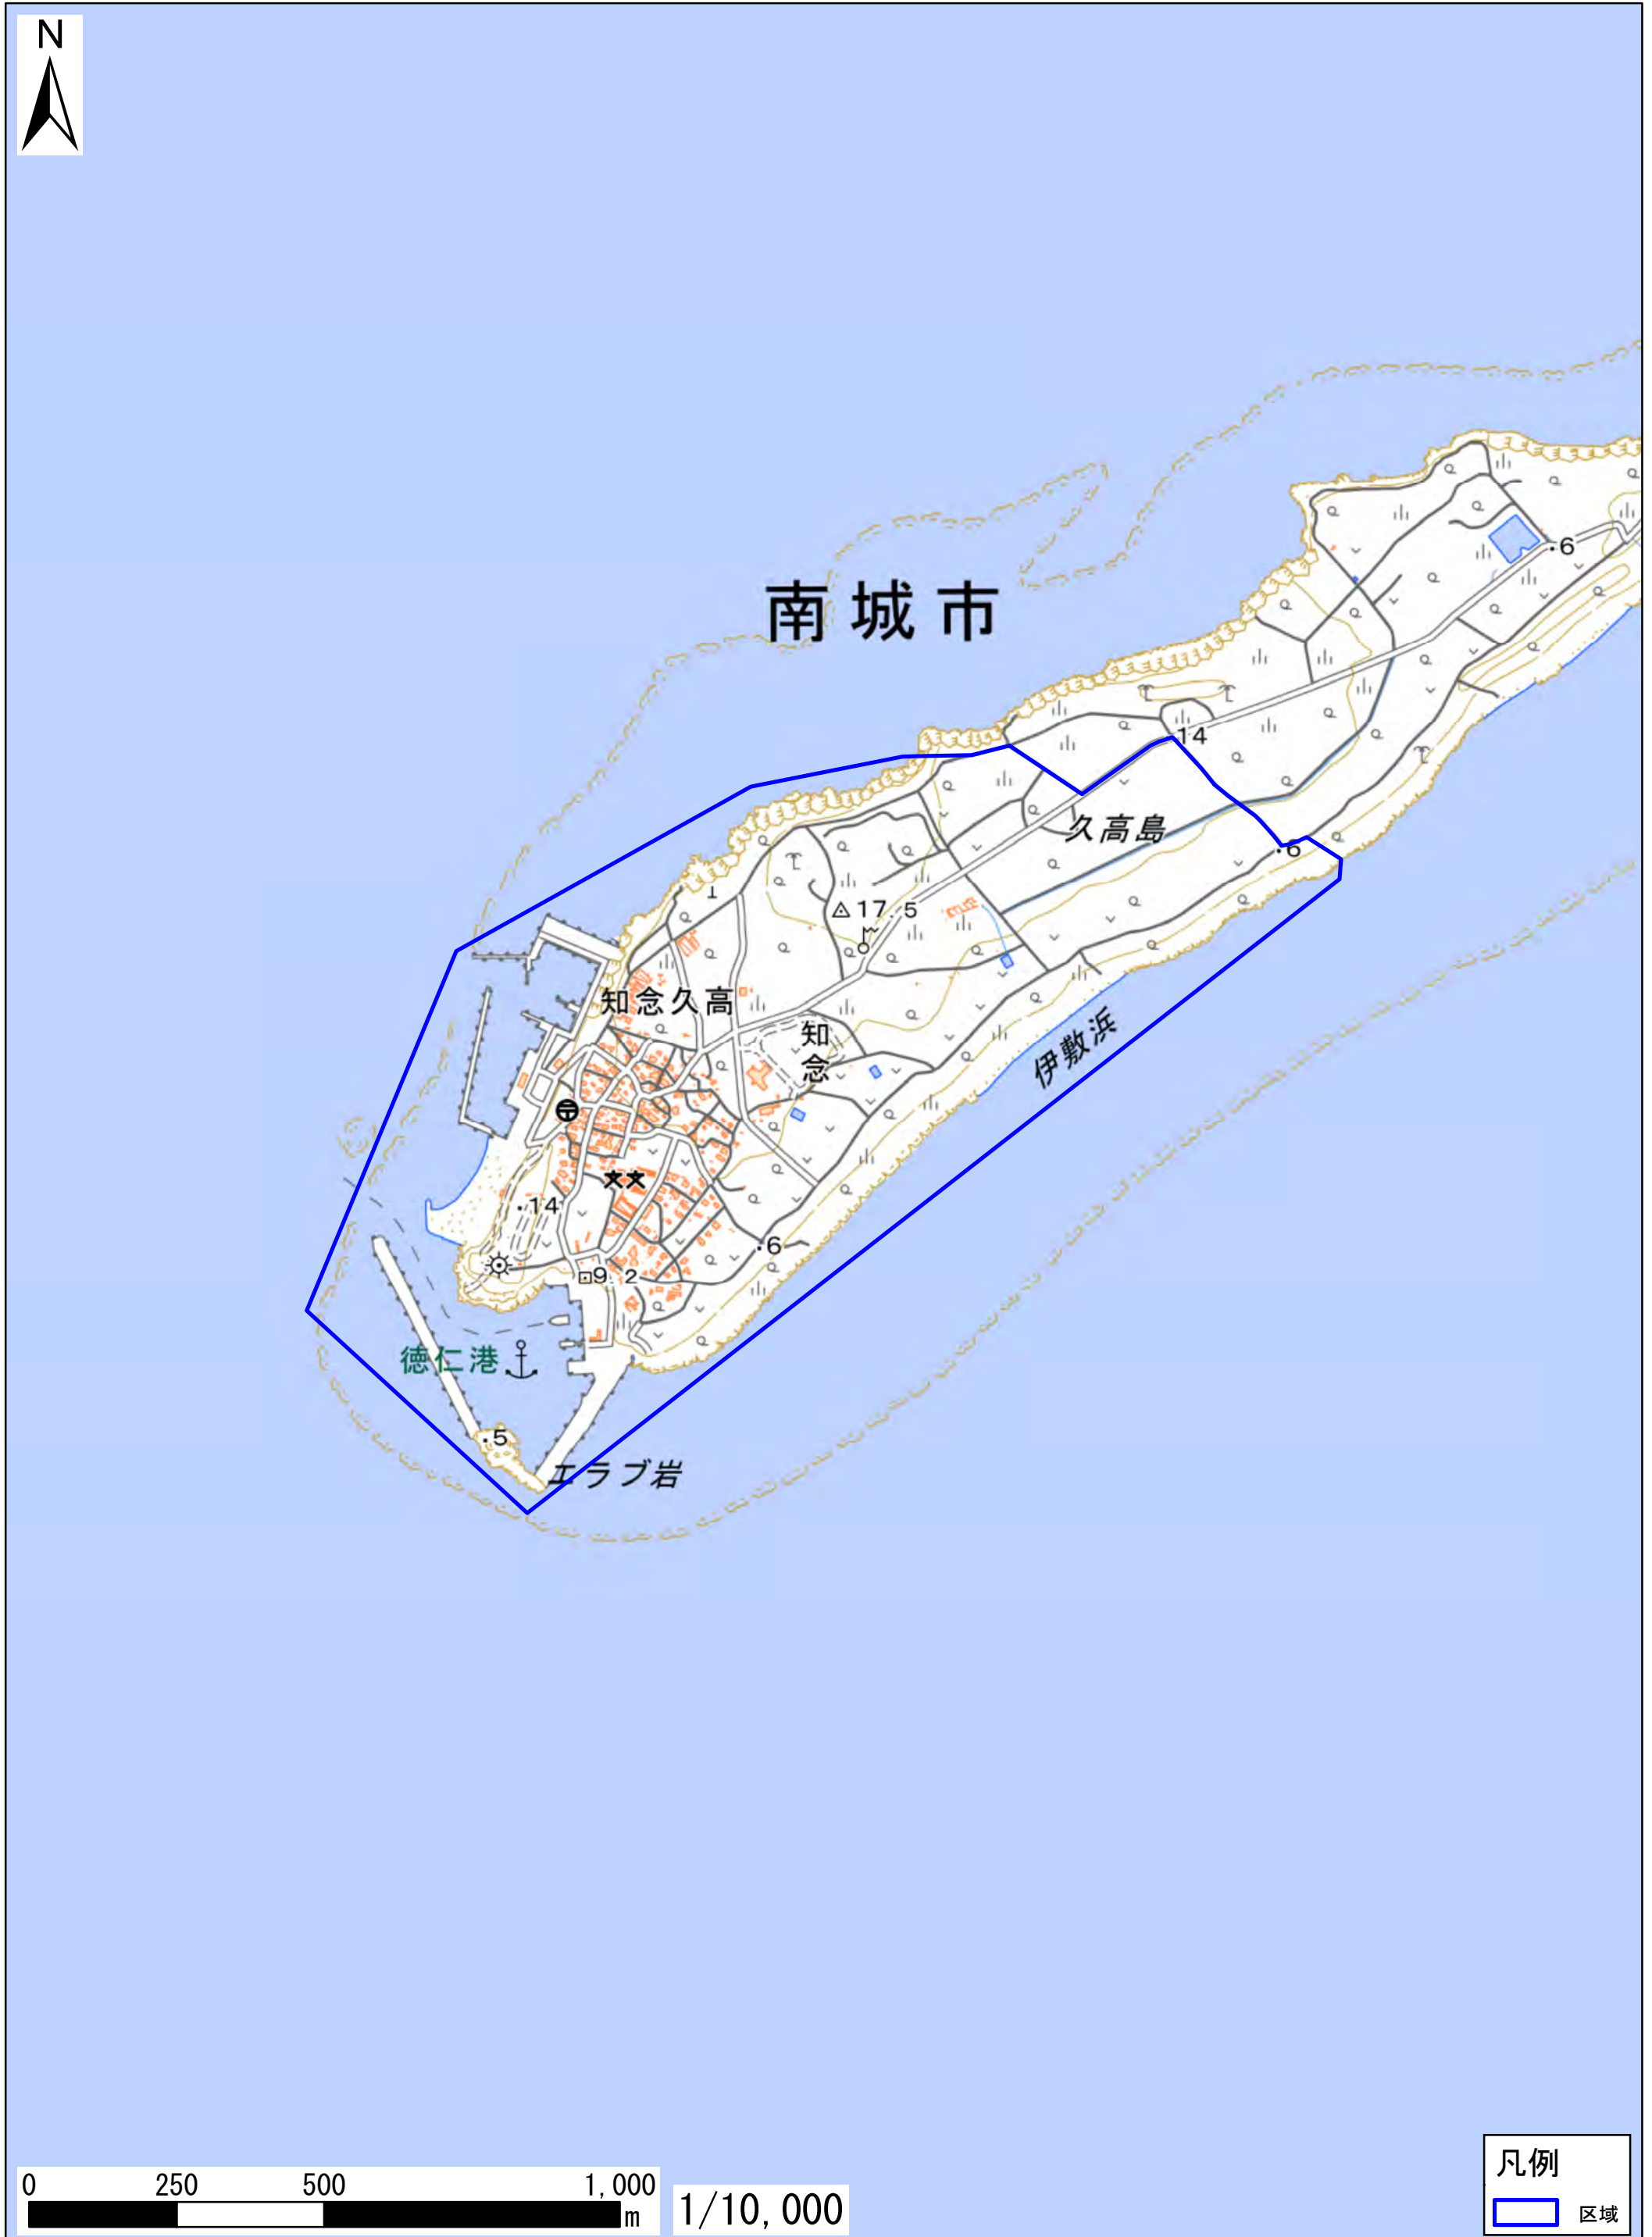 N
南城市
.6
14
久高島
.6
17.5
知念久高
知念
伊敷浜
.14
.6
9.2
徳仁港
.5
エラブ岩
0 250 500 1,000
m
1/10,000
凡例
区域